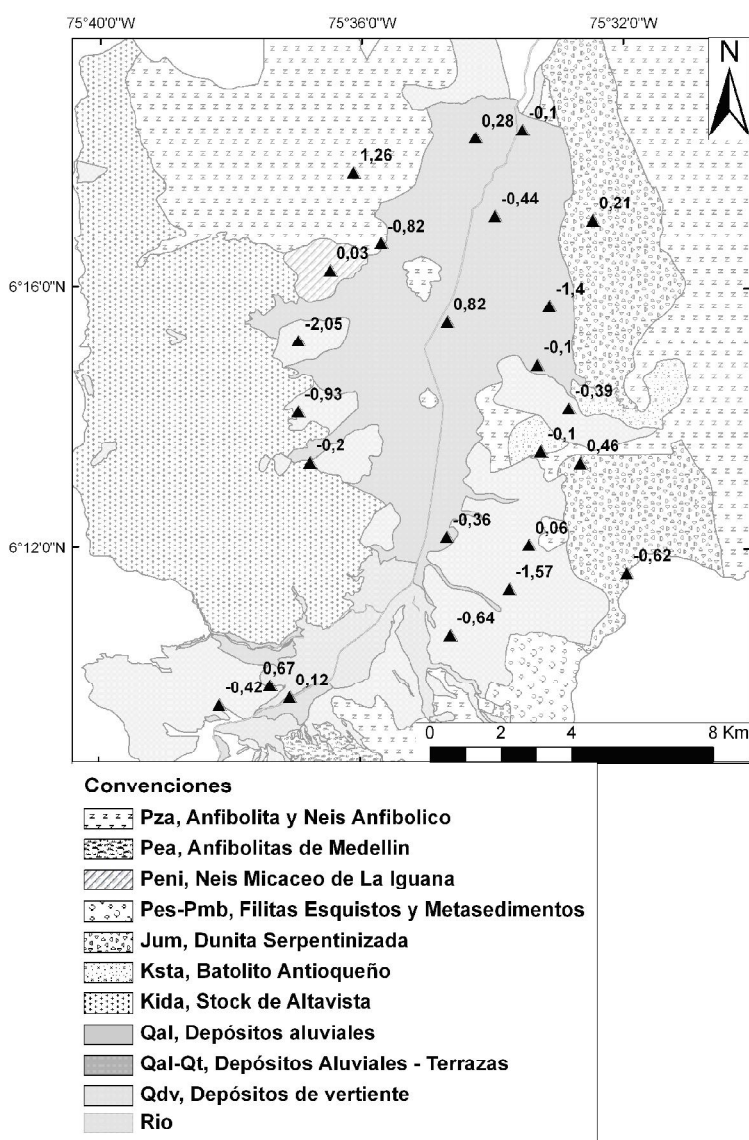 75°40'0"W 75°36'0"W 75°32'0"W
N
-0,1
0,28
1,26
-0,44
0,21
-0,82
0,03
6°16'0"N
-1,4
0,82
-2,05
-0,1
-0,93
-0,39
-0,1
0,46
-0,2
-0,36
0,06
6°12'0"N
-0,62
-1,57
-0,64
0,67
-0,42
0,12
0 2 4 8 Km
Convenciones
Pza, Anfibolita y Neis Anfibolico
Pea, Anfibolitas de Medellin
Peni, Neis Micaceo de La Iguana
Pes-Pmb, Filitas Esquistos y Metasedimentos
Jum, Dunita Serpentinizada
Ksta, Batolito Antioqueño
Kida, Stock de Altavista
Qal, Depósitos aluviales
Qal-Qt, Depósitos Aluviales - Terrazas
Qdv, Depósitos de vertiente
Rio